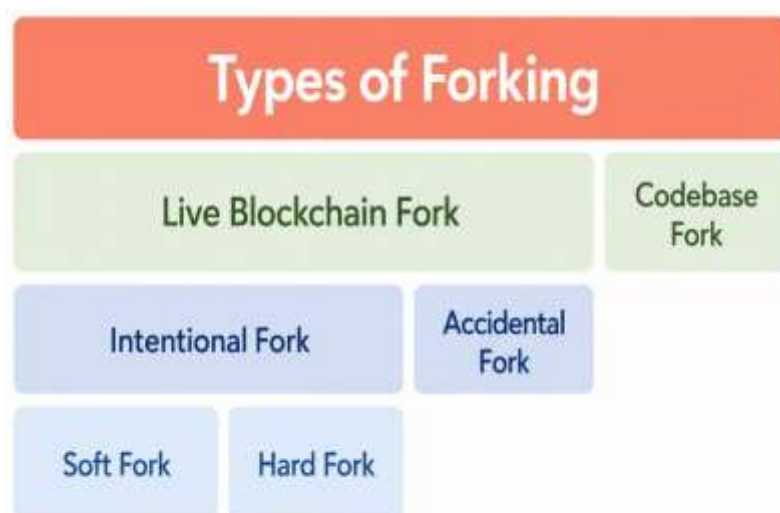 Types of Forking
Live Blockchain Fork
Codebase
Fork
Intentional Fork
Accidental
Fork
Soft Fork
Hard Fork